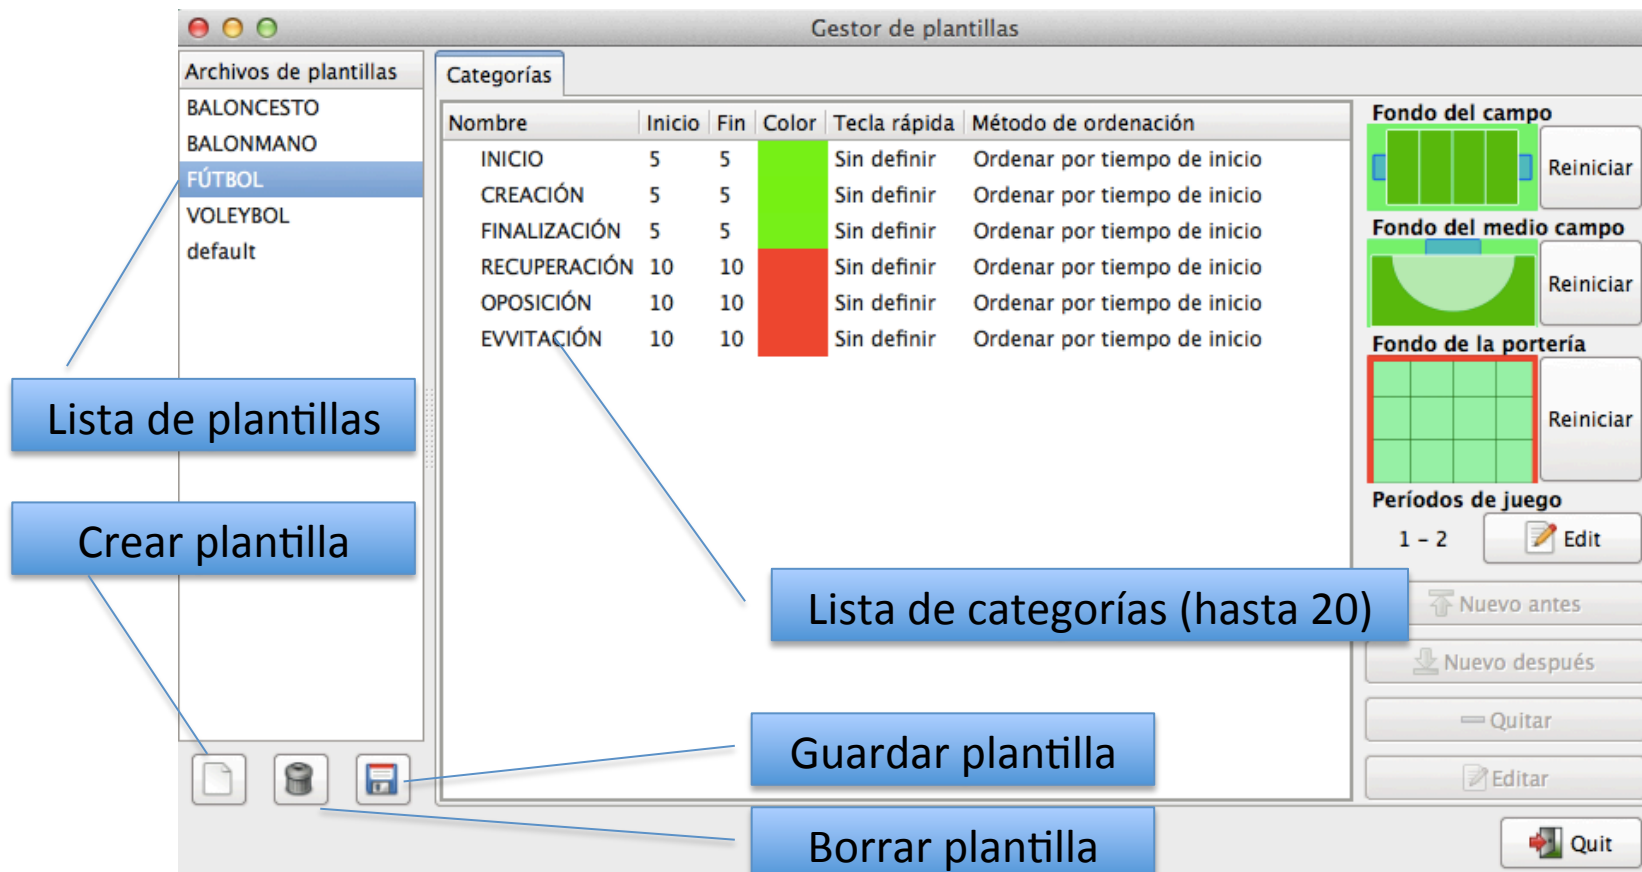 Gestor de plantillas
Archivos de plantillas
BALONCESTO
BALONMANO
FÚTBOL
VOLEYBOL
default
Categorías
Nombre Inicio Fin Color Tecla rápida Método de ordenación
INICIO 5 5 Sin definir Ordenar por tiempo de inicio
CREACIÓN 5 5 Sin definir Ordenar por tiempo de inicio
FINALIZACIÓN 5 5 Sin definir Ordenar por tiempo de inicio
RECUPERACIÓN 10 10 Sin definir Ordenar por tiempo de inicio
OPOSICIÓN 10 10 Sin definir Ordenar por tiempo de inicio
EVVITACIÓN 10 10 Sin definir Ordenar por tiempo de inicio
Fondo del campo
Reiniciar
Fondo del medio campo
Reiniciar
Fondo de la portería
Reiniciar
Períodos de juego
1 - 2 Edit
Nuevo antes
Nuevo después
Quitar
Editar
Quit
Lista de plantillas
Crear plantilla
Lista de categorías (hasta 20)
Guardar plantilla
Borrar plantilla